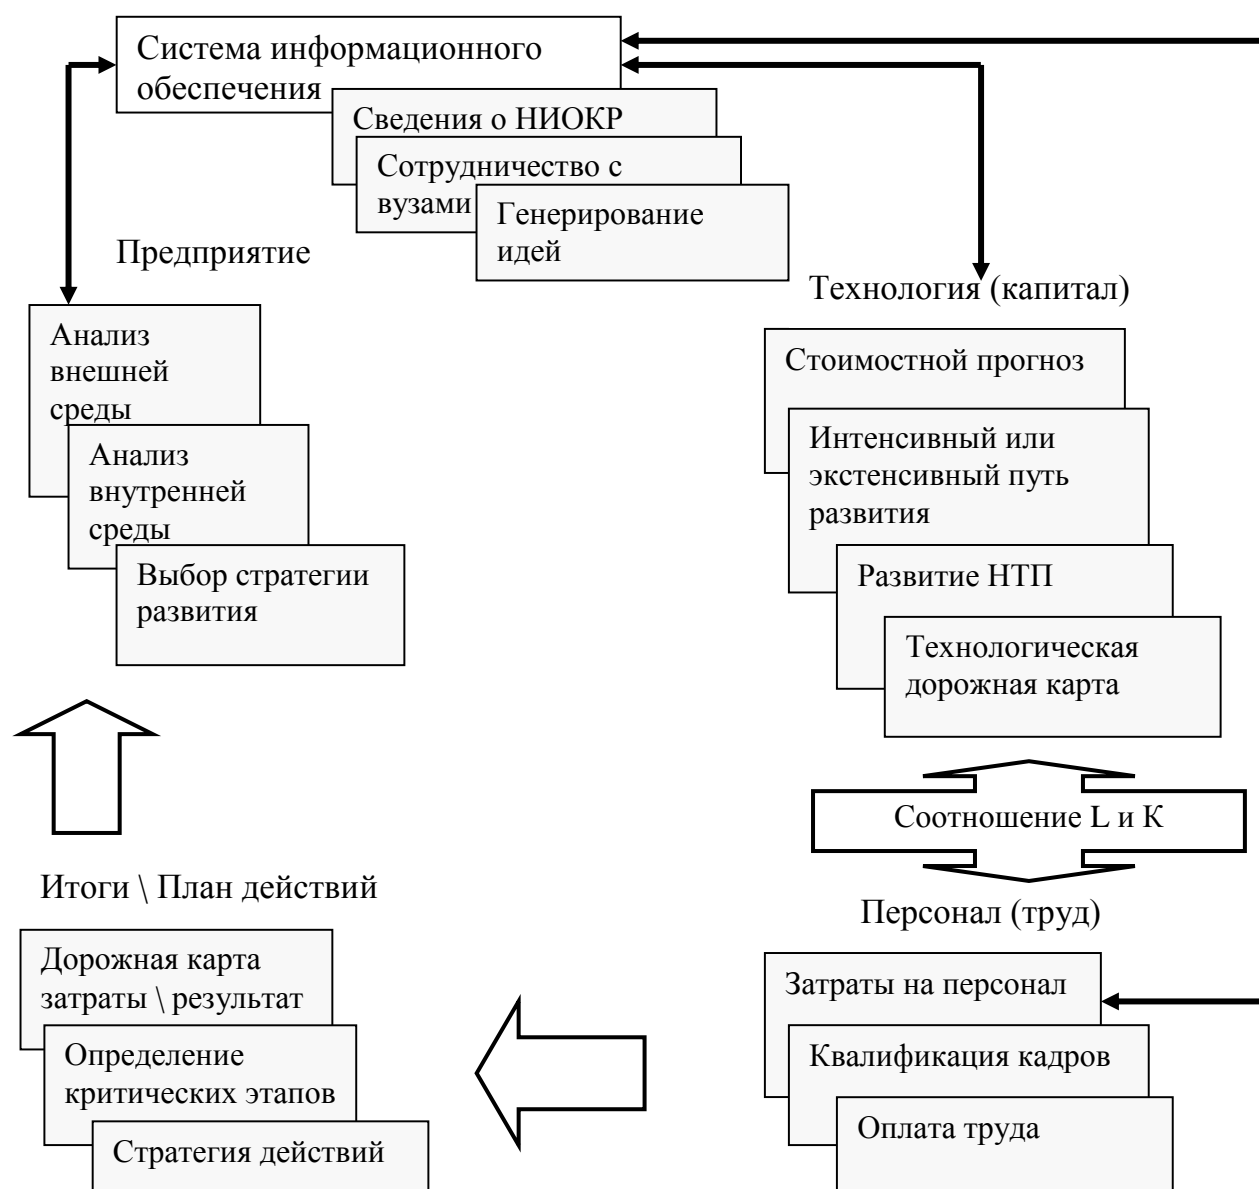 Система информационного
обеспечения
Сведения о НИОКР
Сотрудничество с
вузами
Генерирование
идей
Предприятие
Анализ
внешней
среды
Анализ
внутренней
среды
Выбор стратегии
развития
Технология (капитал)
Стоимостной прогноз
Интенсивный или
экстенсивный путь
развития
Развитие НТП
Технологическая
дорожная карта
Соотношение L и К
Персонал (труд)
Затраты на персонал
Квалификация кадров
Оплата труда
Итоги \ План действий
Дорожная карта
затраты \ результат
Определение
критических этапов
Стратегия действий